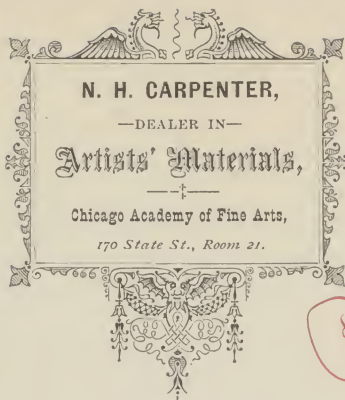 N. H. CARPENTER,
—DEALER IN—
Artists' Materials,
Chicago Academy of Fine Arts,
170 State St., Room 21.